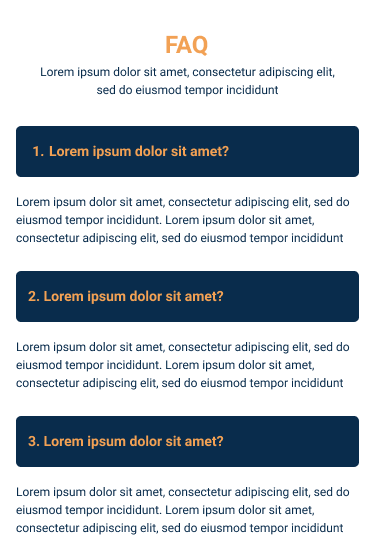 FAQ
Lorem ipsum dolor sit amet, consectetur adipiscing elit,
sed do eiusmod tempor incididunt
1. Lorem ipsum dolor sit amet?
Lorem ipsum dolor sit amet, consectetur adipiscing elit, sed do
eiusmod tempor incididunt. Lorem ipsum dolor sit amet,
consectetur adipiscing elit, sed do eiusmod tempor incididunt
2. Lorem ipsum dolor sit amet?
Lorem ipsum dolor sit amet, consectetur adipiscing elit, sed do
eiusmod tempor incididunt. Lorem ipsum dolor sit amet,
consectetur adipiscing elit, sed do eiusmod tempor incididunt
3. Lorem ipsum dolor sit amet?
Lorem ipsum dolor sit amet, consectetur adipiscing elit, sed do
eiusmod tempor incididunt. Lorem ipsum dolor sit amet,
consectetur adipiscing elit, sed do eiusmod tempor incididunt